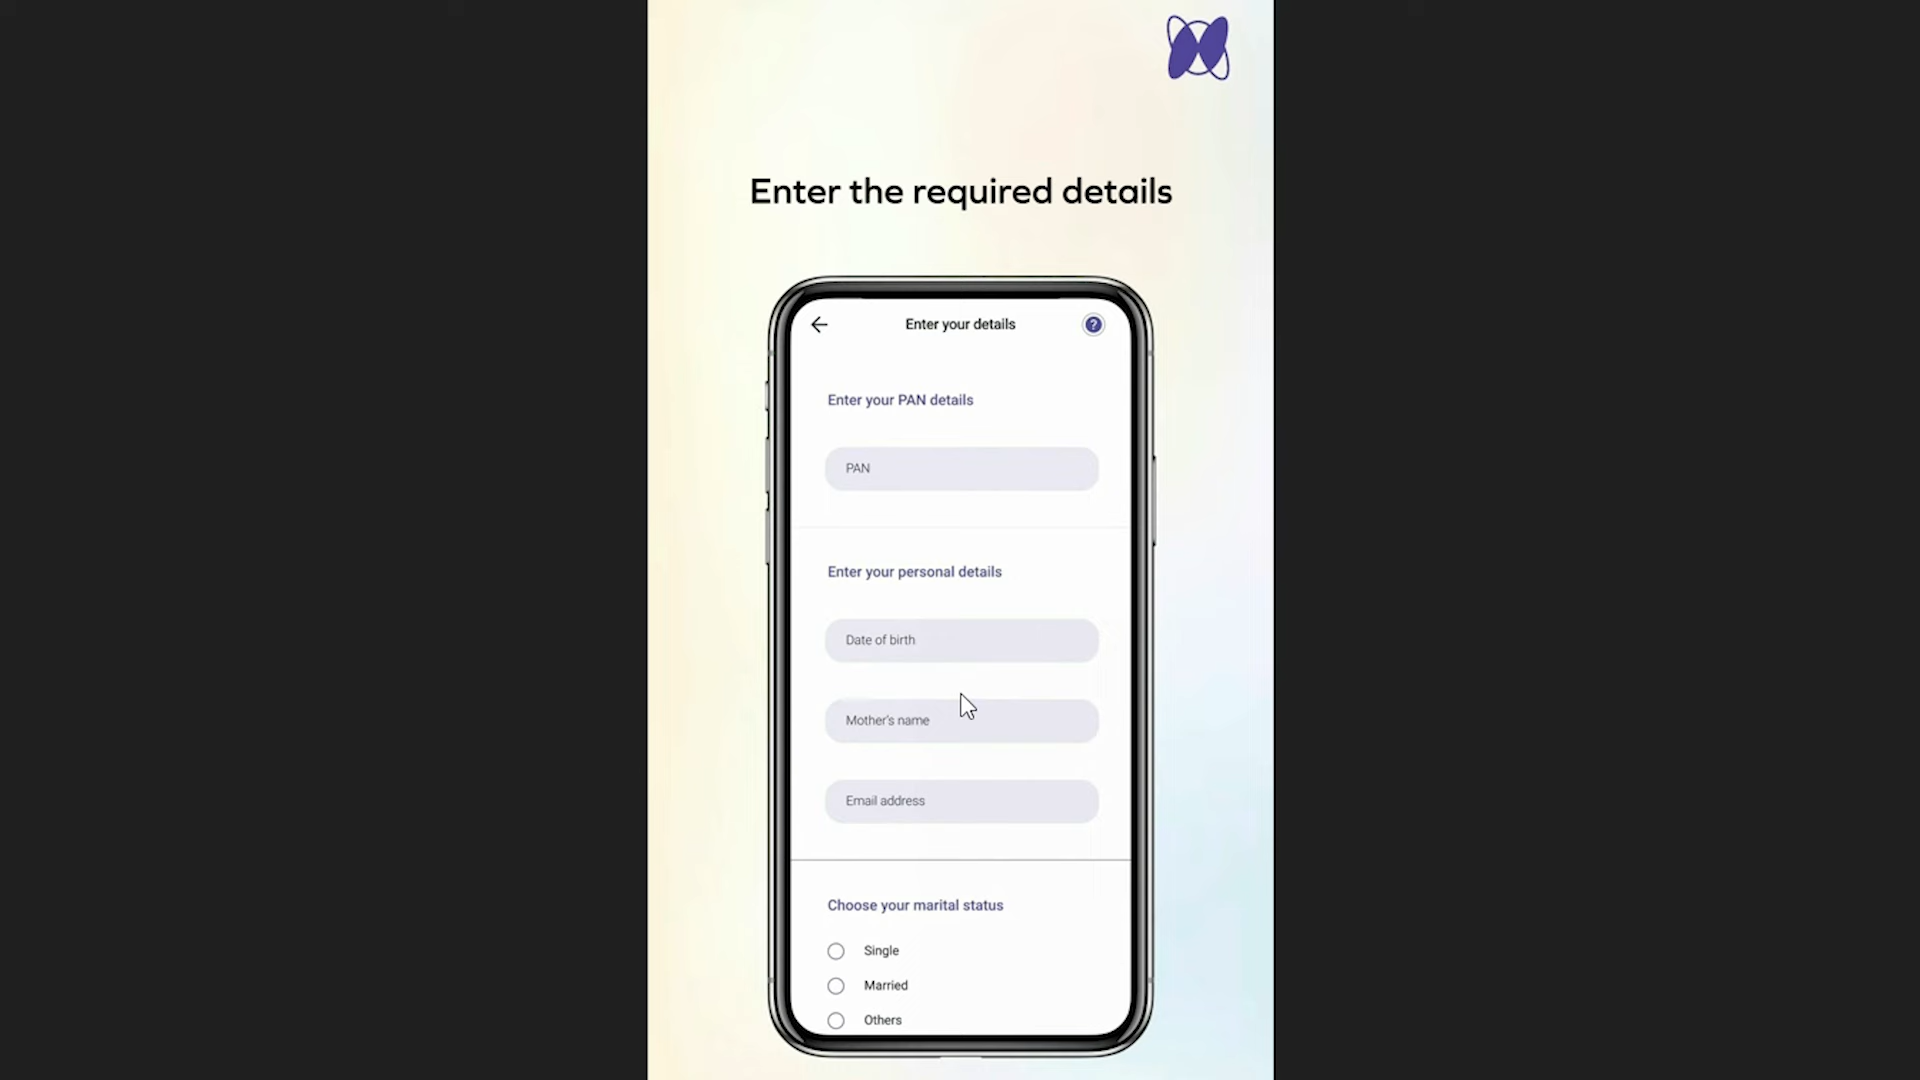 Enter the required details
Enter your details
?
Enter your PAN details
PAN
Enter your personal details
Date of birth
Mother's name
Email address
Choose your marital status
Single
Married
Others